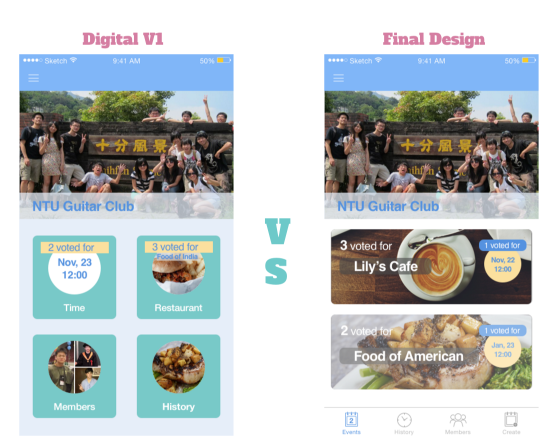 Digital V1
Final Design
Sketch
9:41 AM
50%
十分風景
NTU Guitar Club
2 voted for
Nov, 23
12:00
Time
3 voted for
Food of India
Restaurant
Members
History
V
S
Sketch
9:41 AM
50%
十分風景
NTU Guitar Club
3 voted for
Lily's Cafe
1 voted for
Nov, 22
12:00
2 voted for
Food of American
1 voted for
Jan, 23
12:00
2
Events
History
Members
Create